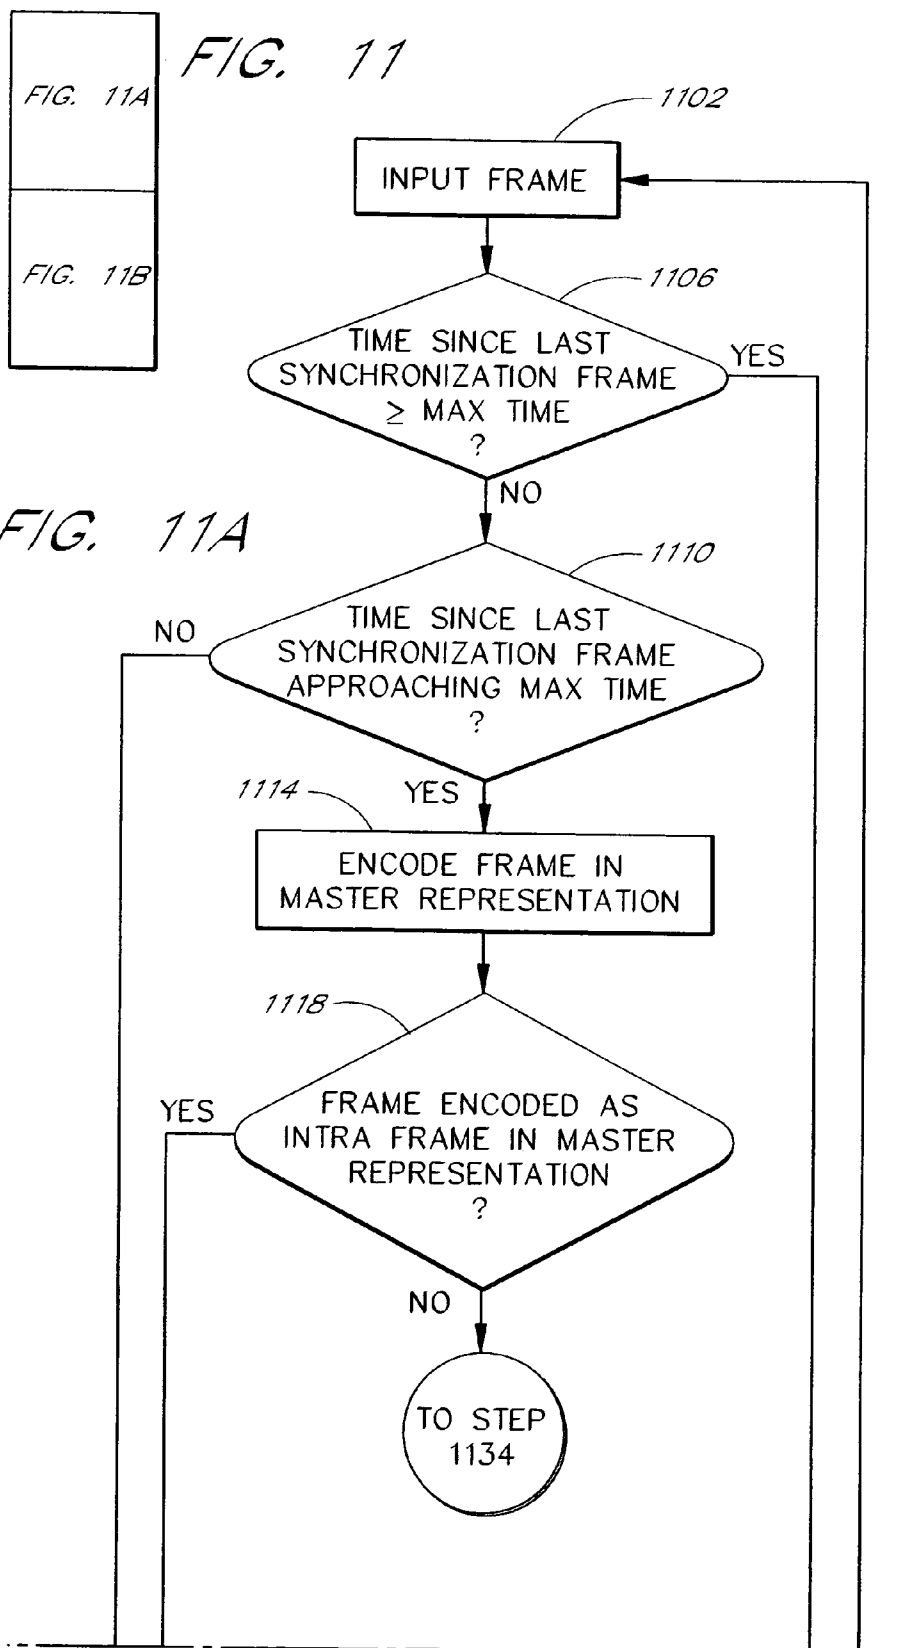 FIG. 11
FIG. 11A
FIG. 11B
1102
INPUT FRAME
1106
TIME SINCE LAST
SYNCHRONIZATION FRAME
≥ MAX TIME
?
YES
NO
FIG. 11A
1110
TIME SINCE LAST
SYNCHRONIZATION FRAME
APPROACHING MAX TIME
?
NO
YES
1114
ENCODE FRAME IN
MASTER REPRESENTATION
1118
FRAME ENCODED AS
INTRA FRAME IN MASTER
REPRESENTATION
?
YES
NO
TO STEP
1134